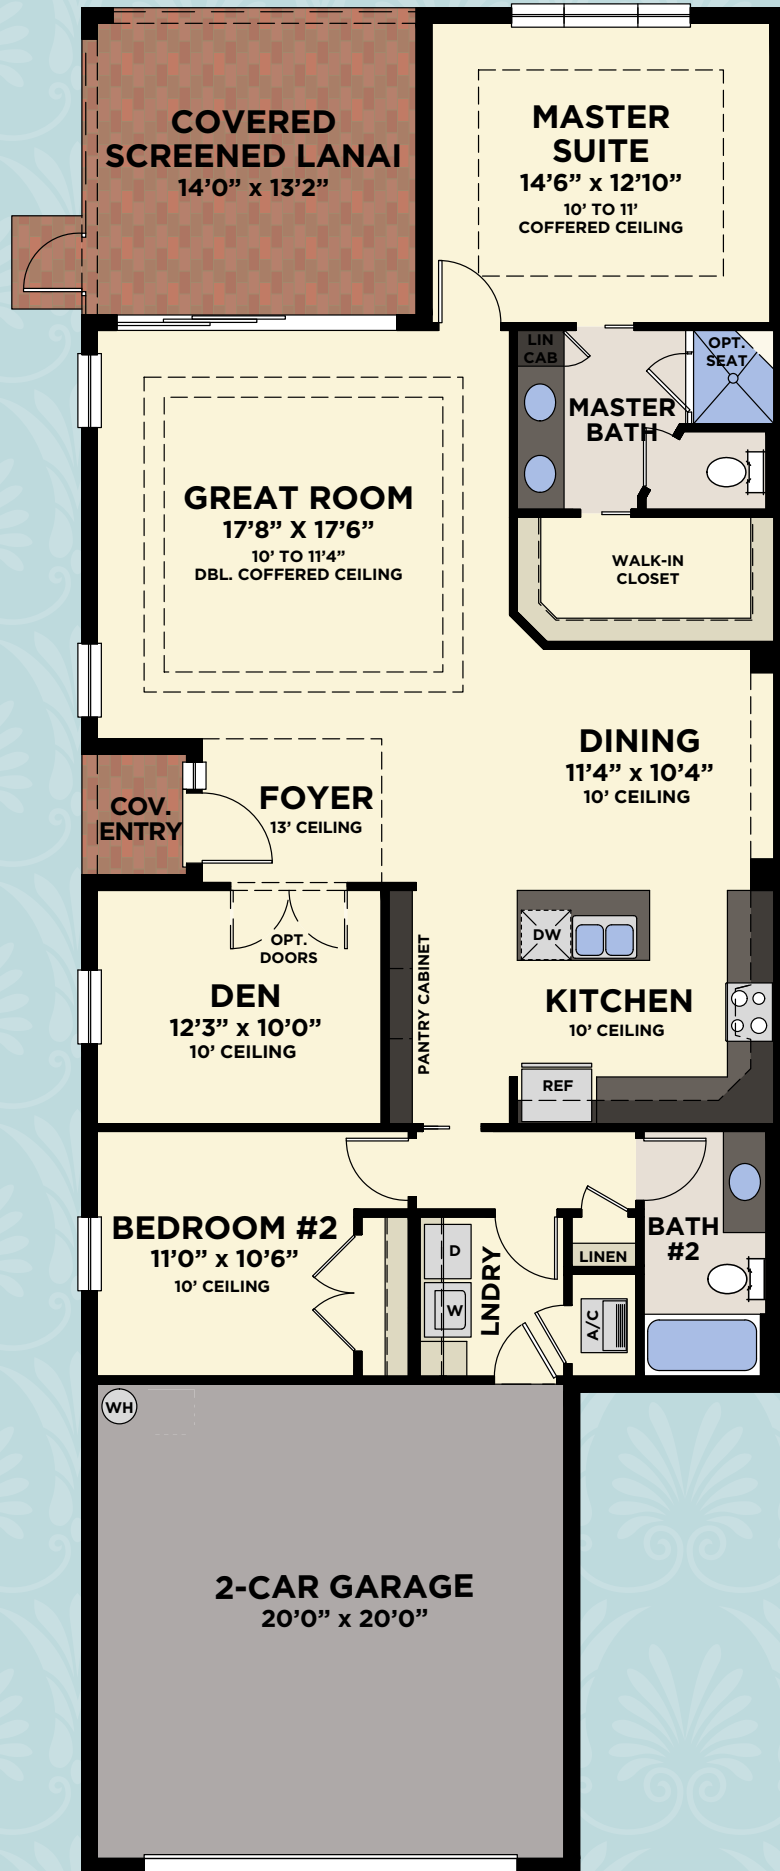 COVERED
SCREENED LANAI
14'0” x 13'2”
MASTER
SUITE
14'6” x 12'10”
10' TO 11'
COFFERED CEILING
LIN
CAB
OPT.
SEAT
MASTER
BATH
GREAT ROOM
17'8” X 17'6”
10' TO 11'4”
DBL. COFFERED CEILING
WALK-IN
CLOSET
DINING
11'4” x 10'4”
10' CEILING
COV.
ENTRY
FOYER
13' CEILING
OPT.
DOORS
DEN
12'3” x 10'0”
10' CEILING
PANTRY CABINET
DW
KITCHEN
10' CEILING
REF
BEDROOM #2
11'0” x 10'6”
10' CEILING
D
W
LNDRY
LINEN
A/C
BATH
#2
WH
2-CAR GARAGE
20'0” x 20'0”